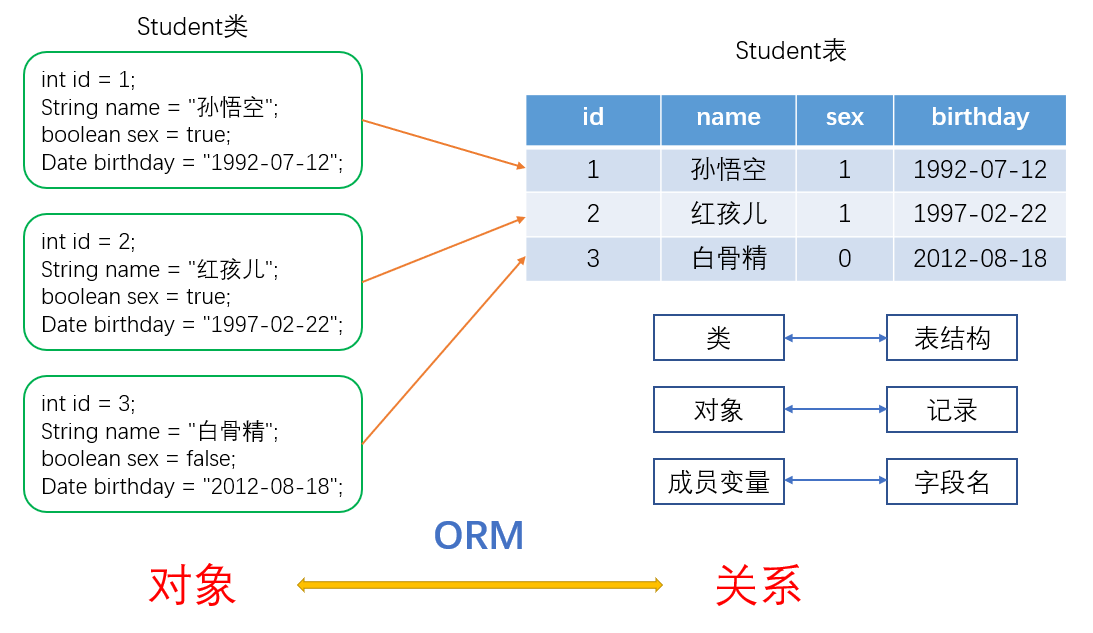 Student类
int id = 1;
String name = "孙悟空";
boolean sex = true;
Date birthday = "1992-07-12";
int id = 2;
String name = "红孩儿";
boolean sex = true;
Date birthday = "1997-02-22";
int id = 3;
String name = "白骨精";
boolean sex = false;
Date birthday = "2012-08-18";
Student表
id name sex birthday
1 孙悟空 1 1992-07-12
2 红孩儿 1 1997-02-22
3 白骨精 0 2012-08-18
类 表结构
对象 记录
成员变量 字段名
ORM
对象 关系